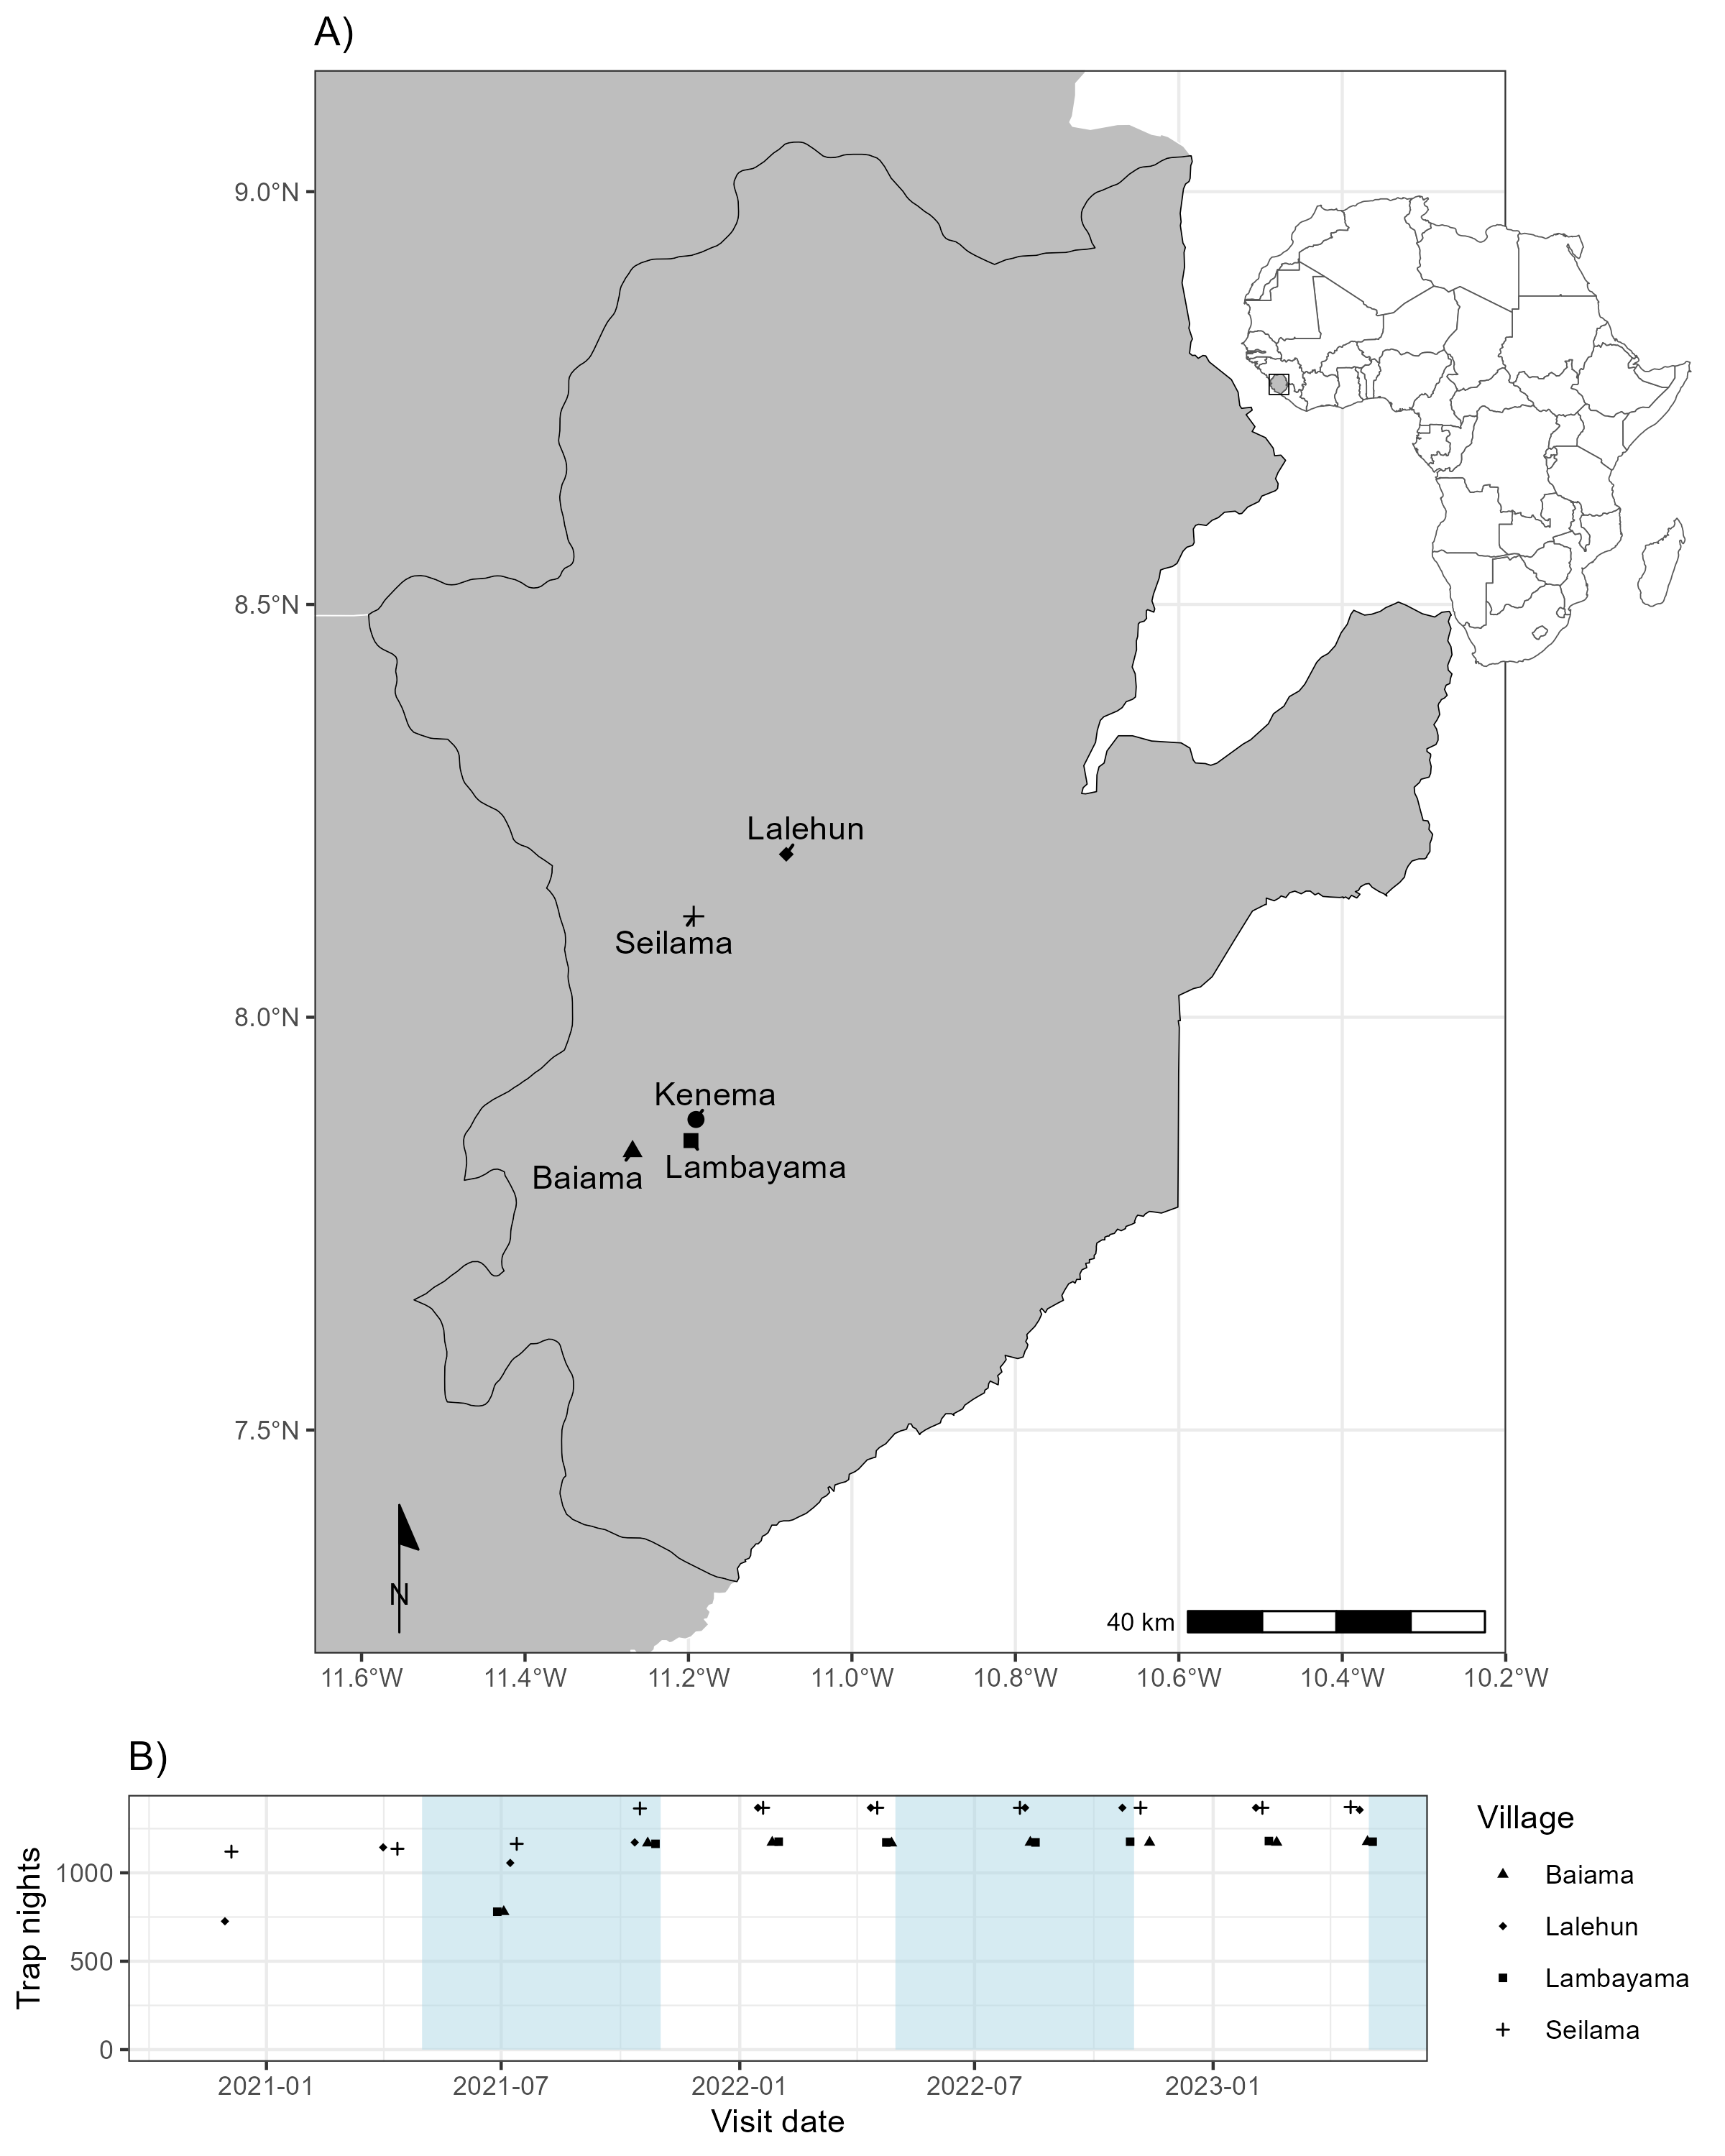 A)
9.0°N
8.5°N
8.0°N
7.5°N
Lalehun
Seilama
Kenema
Lambayama
Baiama
N
40 km
11.6°W 11.4°W 11.2°W 11.0°W 10.8°W 10.6°W 10.4°W 10.2°W
B)
Trap nights
1000
500
0
2021-01 2021-07 2022-01 2022-07 2023-01
Visit date
Village
Baiama
Lalehun
Lambayama
Seilama